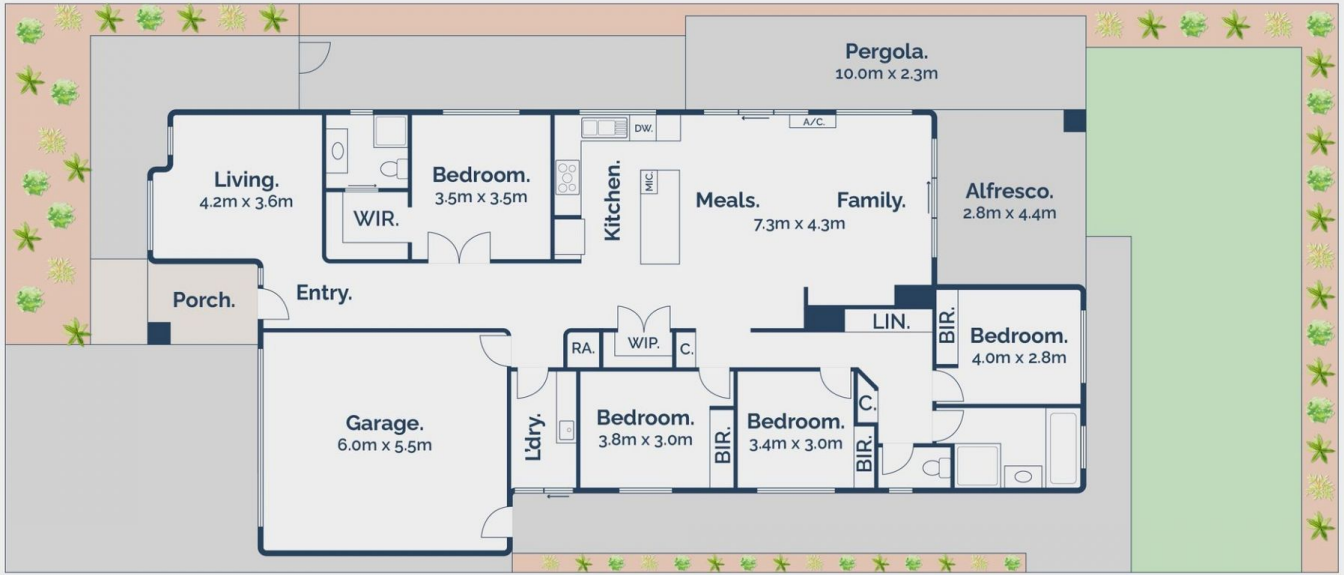 Pergola.
10.0m x 2.3m
DW.
A/C.
Living.
4.2m x 3.6m
WIR.
Bedroom.
3.5m x 3.5m
Kitchen.
MIC.
Meals.
Family.
7.3m x 4.3m
Alfresco.
2.8m x 4.4m
Porch.
Entry.
RA.
WIP.
C.
LIN.
BIR.
Bedroom.
4.0m x 2.8m
Garage.
6.0m x 5.5m
L'dry.
Bedroom.
3.8m x 3.0m
BIR.
Bedroom.
3.4m x 3.0m
C.
BIR.